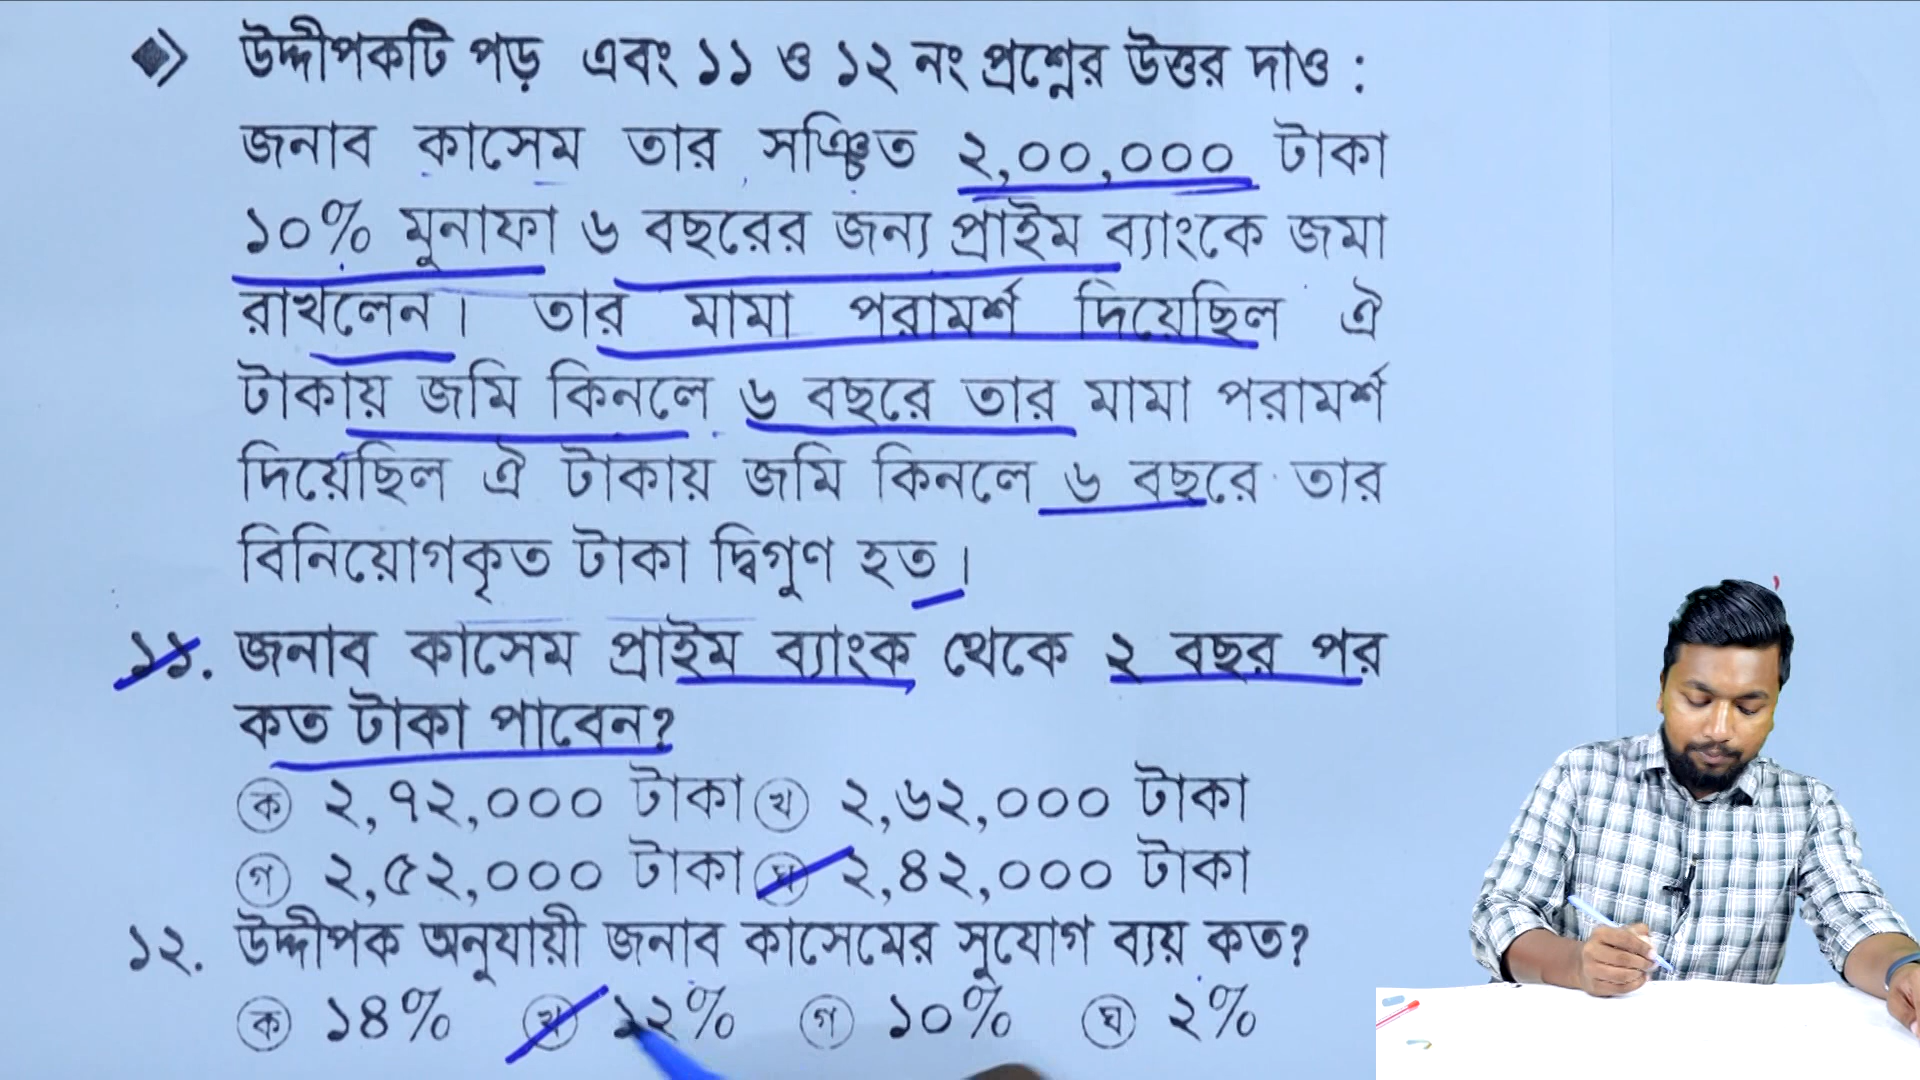 উদ্দীপকটি পড় এবং ১১ ও ১২ নং প্রশ্নের উত্তর দাও :
জনাব কাসেম তার সঞ্চিত ২,০০,০০০ টাকা
১০% মুনাফা ৬ বছরের জন্য প্রাইম ব্যাংকে জমা
রাখলেন। তার মামা পরামর্শ দিয়েছিল ঐ
টাকায় জমি কিনলে ৬ বছরে তার মামা পরামর্শ
দিয়েছিল ঐ টাকায় জমি কিনলে ৬ বছরে তার
বিনিয়োগকৃত টাকা দ্বিগুণ হত।
১১. জনাব কাসেম প্রাইম ব্যাংক থেকে ২ বছর পর
কত টাকা পাবেন?
ক ২,৭২,০০০ টাকা খ ২,৬২,০০০ টাকা
গ ২,৫২,০০০ টাকা ঘ ২,৪২,০০০ টাকা
১২. উদ্দীপক অনুযায়ী জনাব কাসেমের সুযোগ ব্যয় কত?
ক ১৪% খ ১২% গ ১০% ঘ ২%